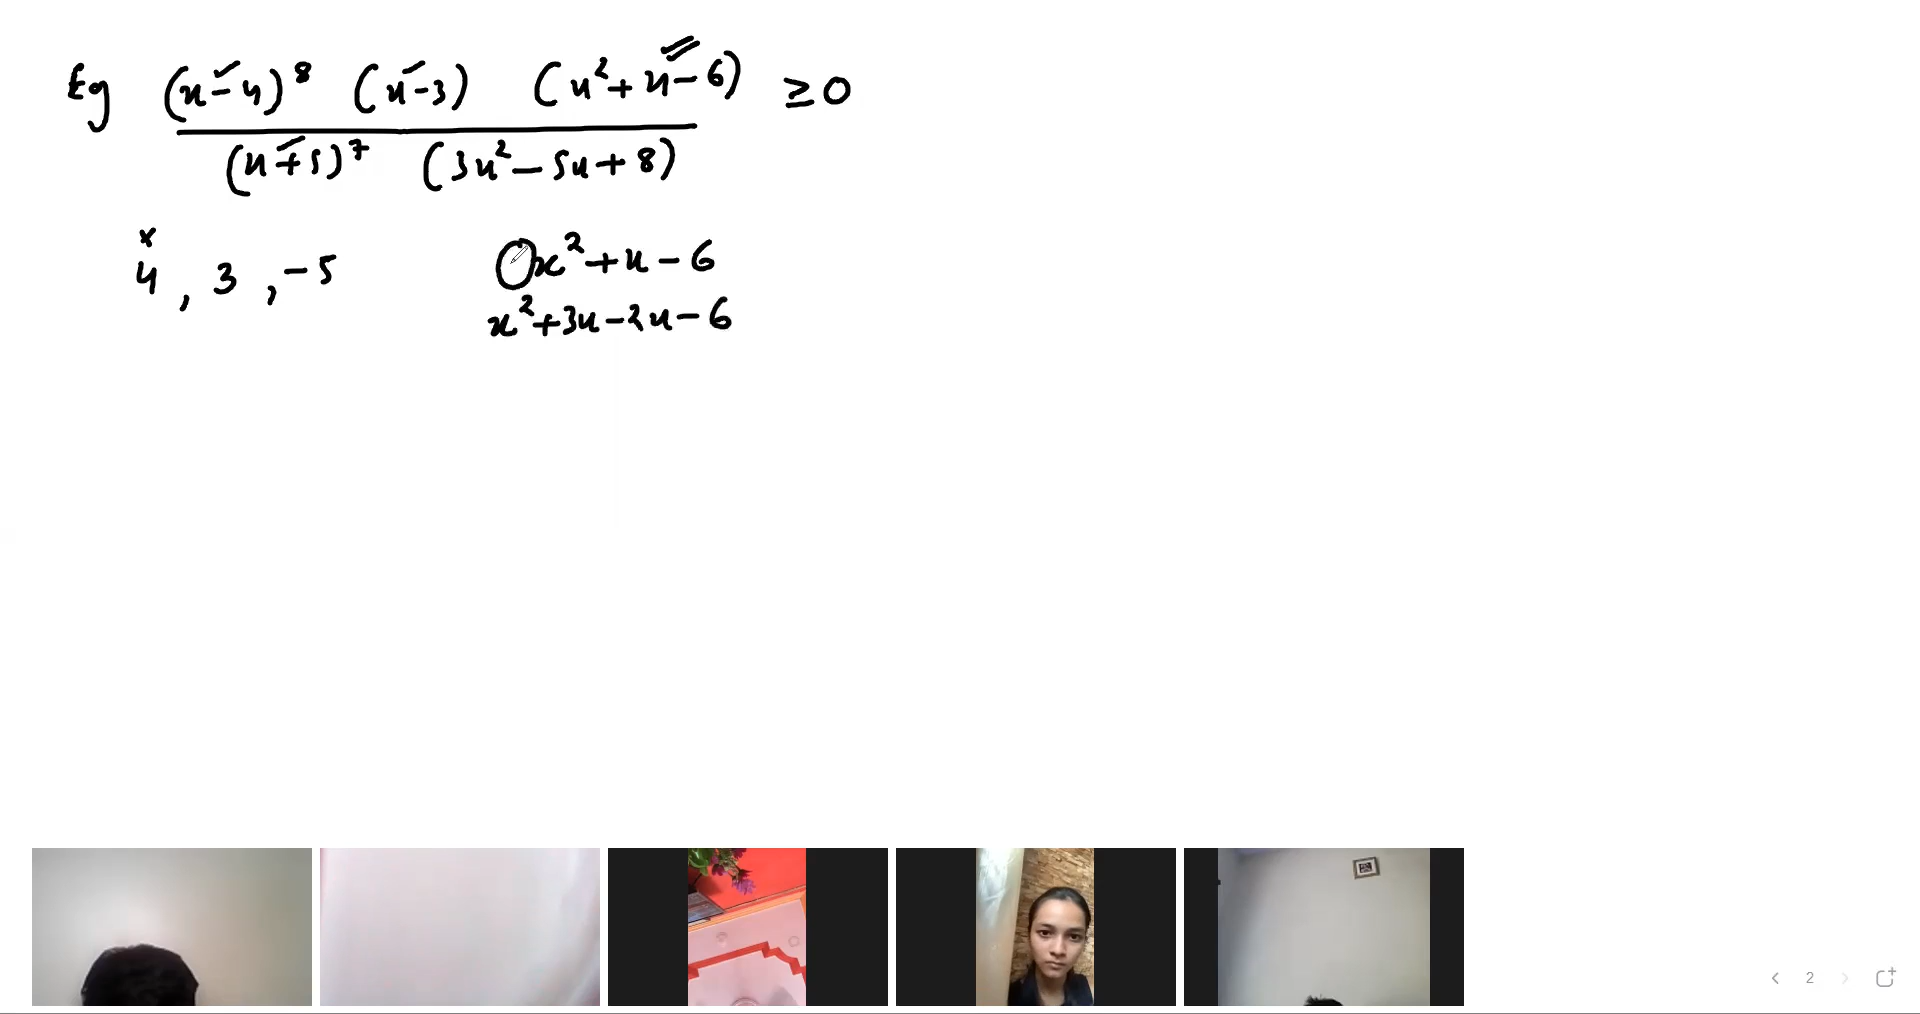 Eg (x-4)⁸ (x-3) (x²+x-6) ≥0
(x+5)⁷ (3x²-5x+8)
x
4, 3, -5
x²+x-6
x²+3x-2x-6
2